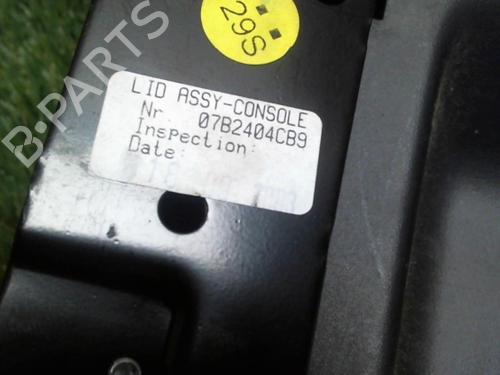 29S
LID ASSY-CONSOLE
Nr 07B2404CB9
Inspection:
Date:
B-PARTS